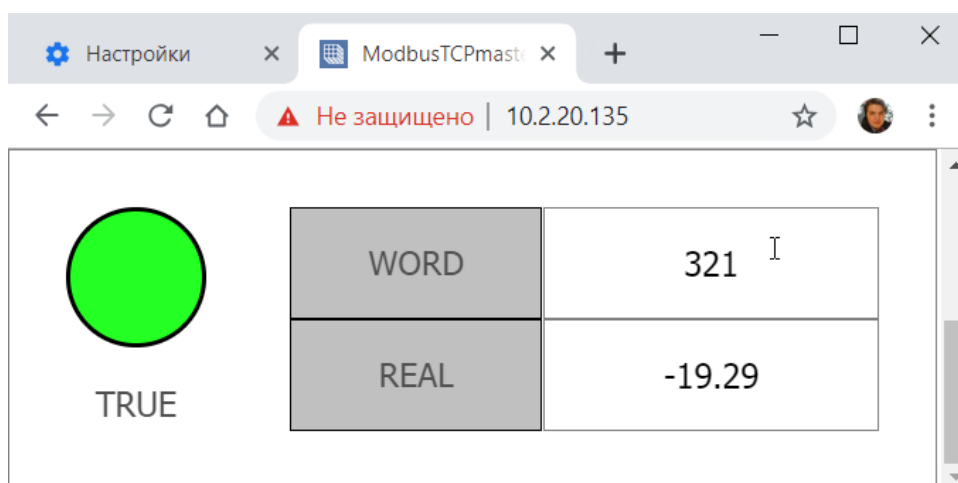 Настройки
ModbusTCPmaste
Не защищено | 10.2.20.135
WORD
321
REAL
-19.29
TRUE